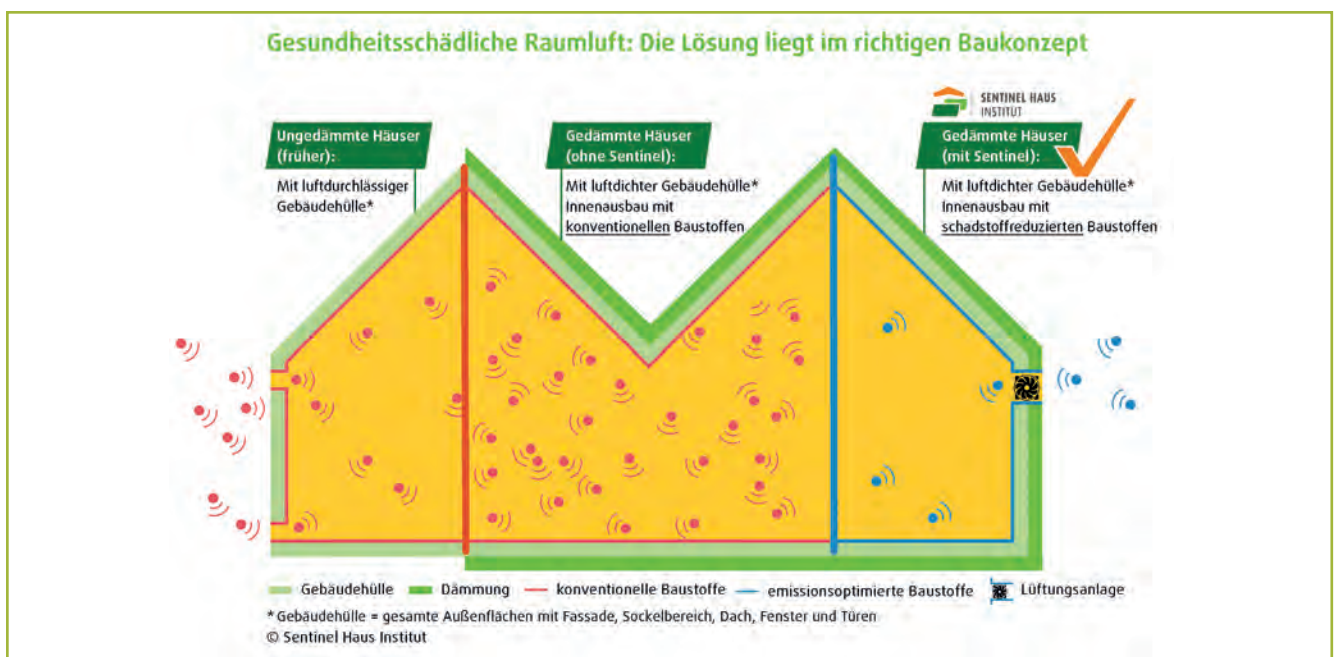 Gesundheitsschädliche Raumluft: Die Lösung liegt im richtigen Baukonzept
SENTINEL HAUS
INSTITUT
Ungedämmte Häuser
(früher):
Mit luftdurchlässiger
Gebäudehülle*
Gedämmte Häuser
(ohne Sentinel):
Mit luftdichter Gebäudehülle*
Innenausbau mit
konventionellen Baustoffen
Gedämmte Häuser
(mit Sentinel):
Mit luftdichter Gebäudehülle*
Innenausbau mit
schadstoffreduzierten Baustoffen
Gebäudehülle Dämmung konventionelle Baustoffe emissionsoptimierte Baustoffe Lüftungsanlage
* Gebäudehülle = gesamte Außenflächen mit Fassade, Sockelbereich, Dach, Fenster und Türen
© Sentinel Haus Institut